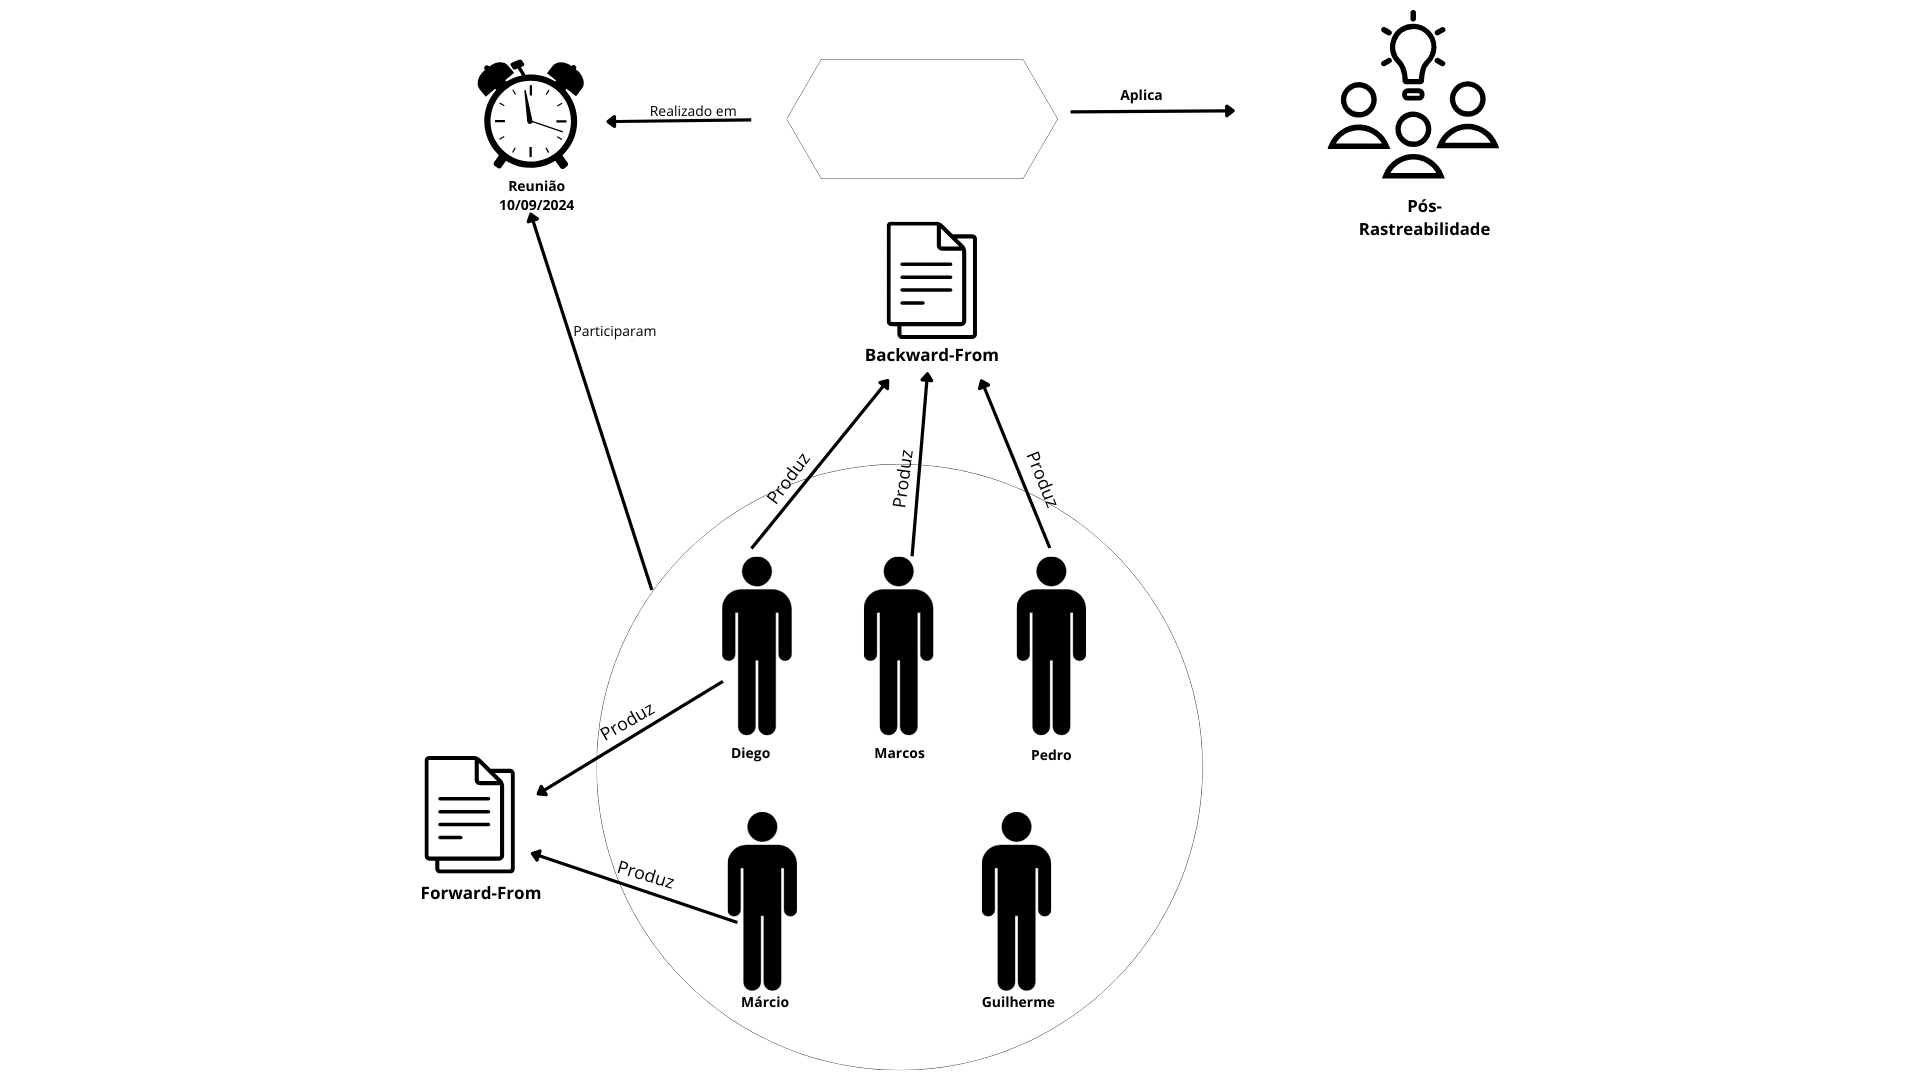 Realizado em
Aplica
Reunião
10/09/2024
Pós-
Rastreabilidade
Participaram
Backward-From
Produz
Produz
Produz
Produz
Diego
Marcos
Pedro
Produz
Forward-From
Márcio
Guilherme